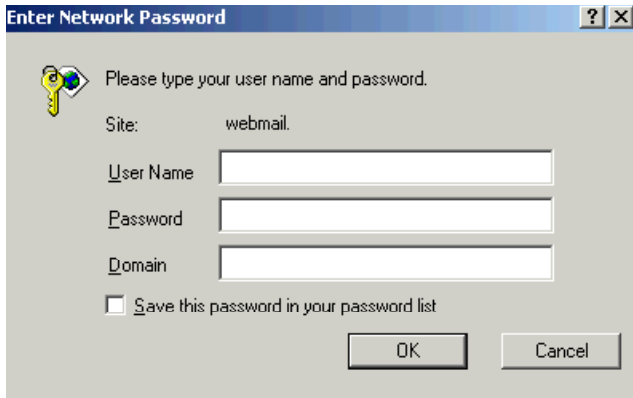 Enter Network Password
Please type your user name and password.
Site: webmail.
User Name
Password
Domain
Save this password in your password list
OK Cancel